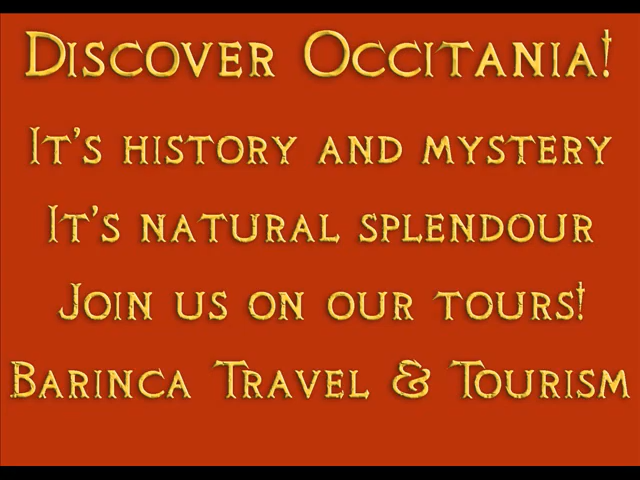 Discover Occitania!
It's history and mystery
It's natural splendour
Join us on our tours!
Barinca Travel & Tourism